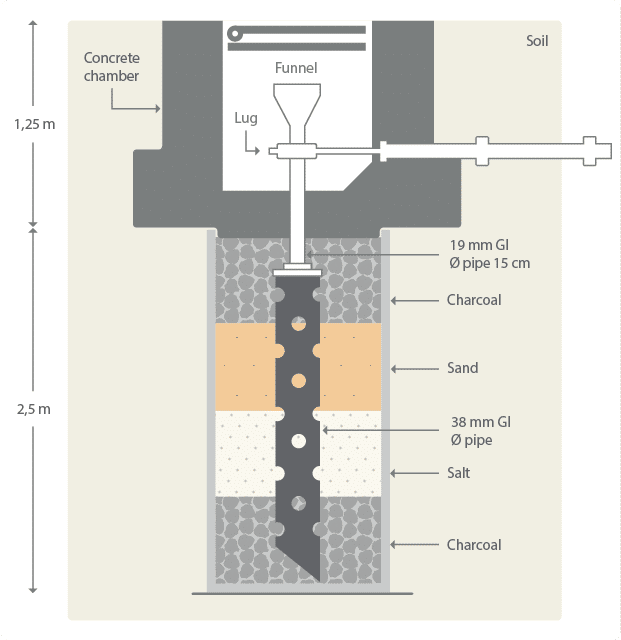 Soil
Concrete
chamber
Funnel
Lug
1,25 m
19 mm GI
Ø pipe 15 cm
Charcoal
Sand
2,5 m
38 mm GI
Ø pipe
Salt
Charcoal